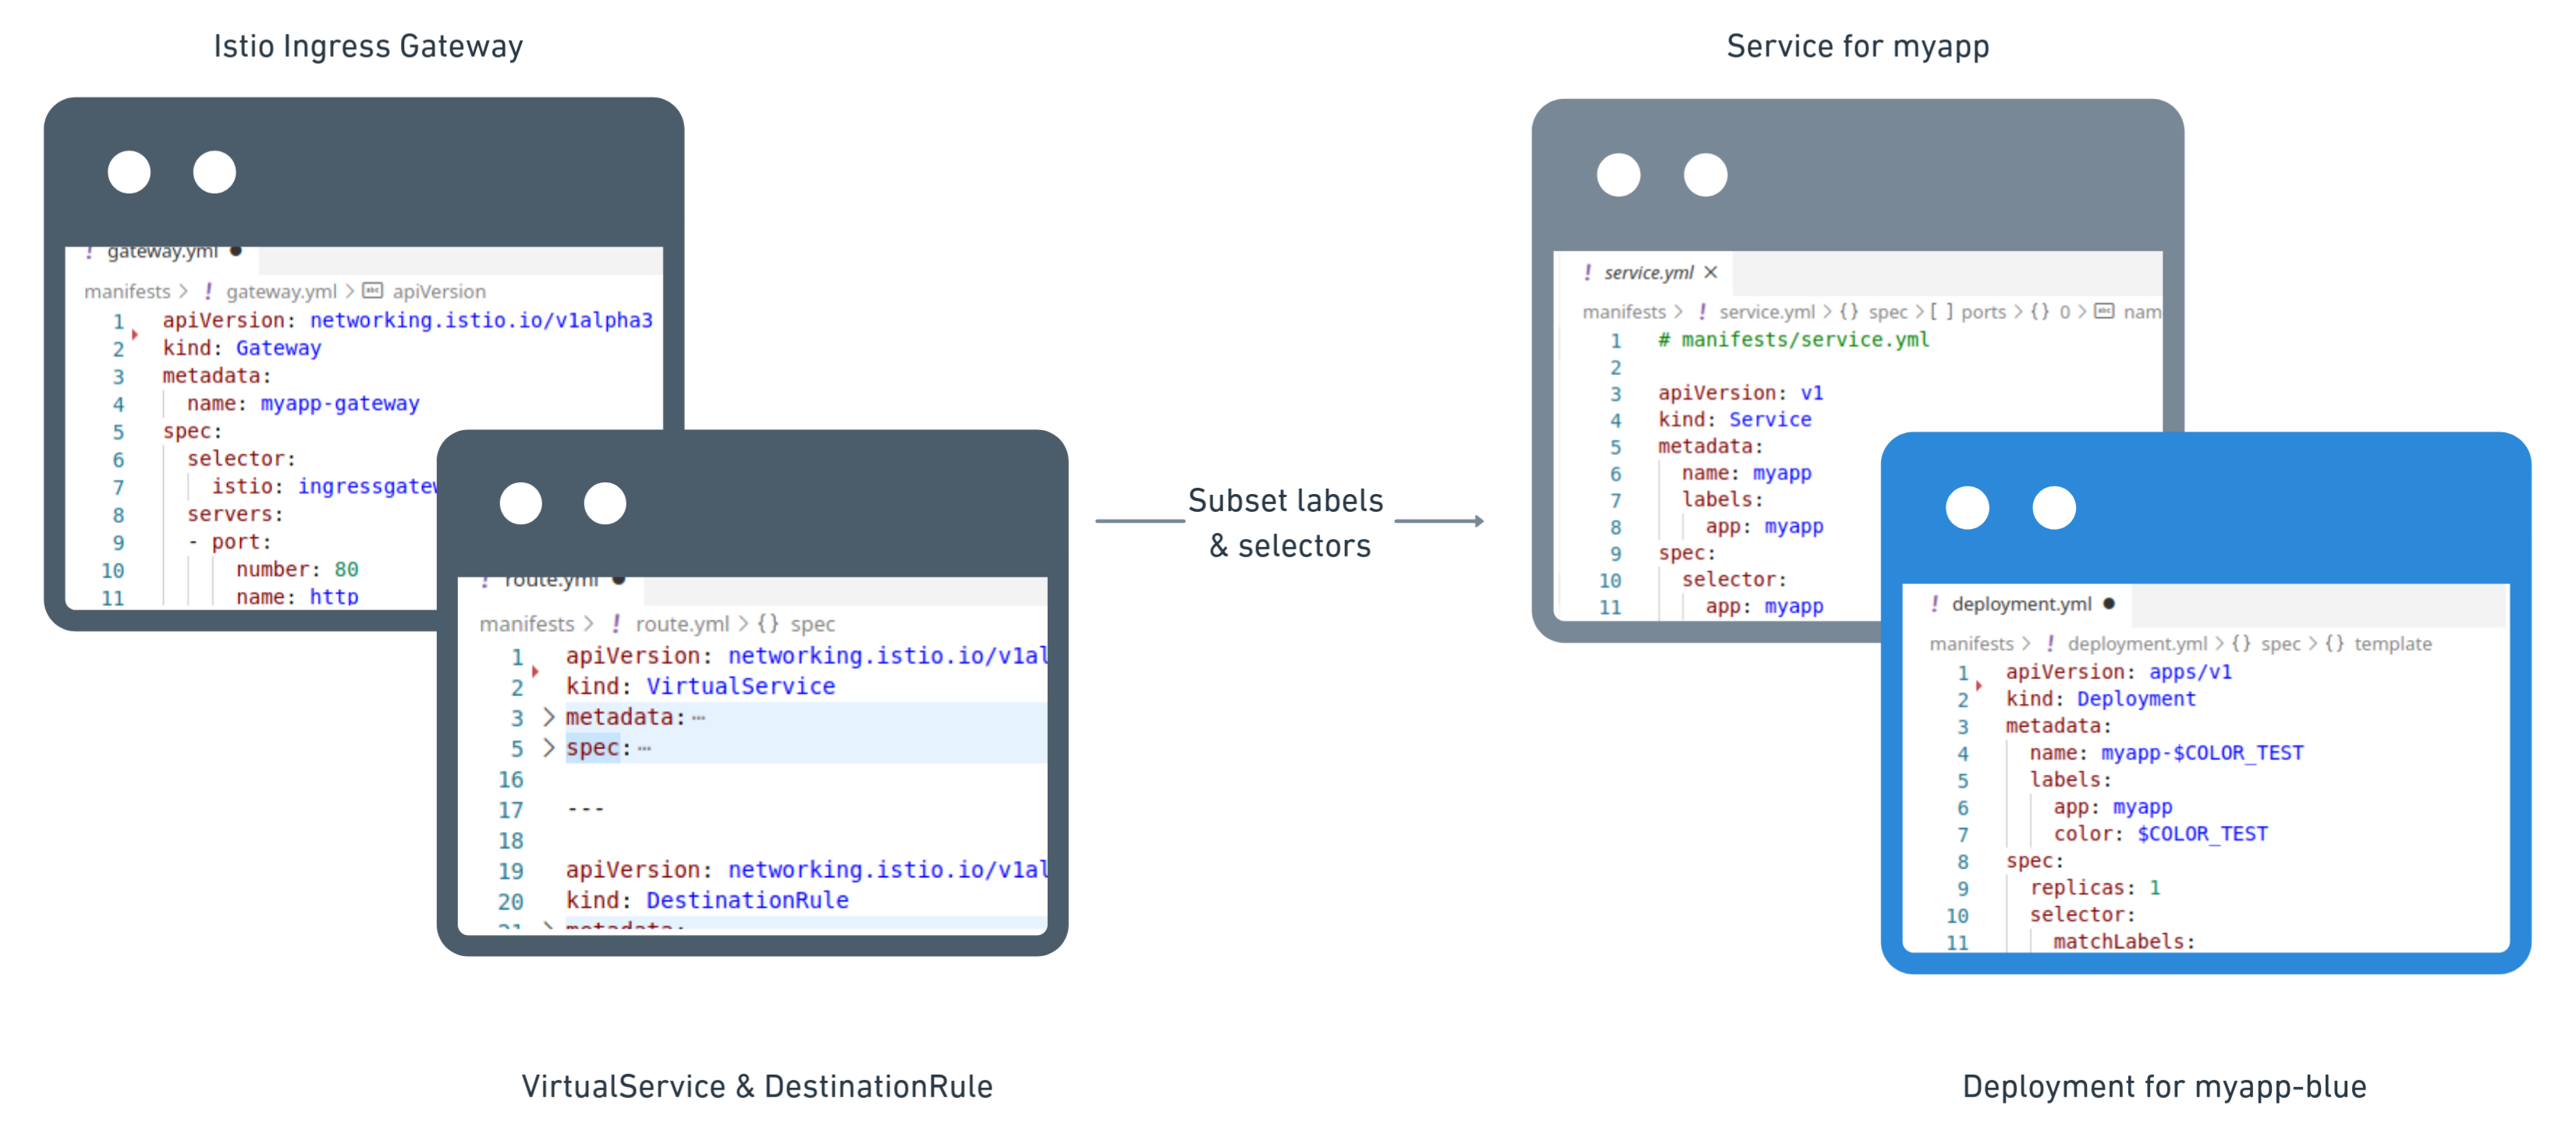 Istio Ingress Gateway
! gateway.yml ●
manifests > ! gateway.yml > abc apiVersion
1 apiVersion: networking.istio.io/v1alpha3
2 kind: Gateway
3 metadata:
4 name: myapp-gateway
5 spec:
6 selector:
7 istio: ingressgatew
8 servers:
9 - port:
10 number: 80
11 name: http
! route.yml ●
manifests > ! route.yml > {} spec
1 apiVersion: networking.istio.io/v1al
2 kind: VirtualService
3 > metadata: …
5 > spec: …
16
17 ---
18
19 apiVersion: networking.istio.io/v1al
20 kind: DestinationRule
21 > metadata:
VirtualService & DestinationRule
Subset labels
& selectors
Service for myapp
! service.yml ×
manifests > ! service.yml > {} spec > [ ] ports > {} 0 > abc nam
1 # manifests/service.yml
2
3 apiVersion: v1
4 kind: Service
5 metadata:
6 name: myapp
7 labels:
8 app: myapp
9 spec:
10 selector:
11 app: myapp
! deployment.yml ●
manifests > ! deployment.yml > {} spec > {} template
1 apiVersion: apps/v1
2 kind: Deployment
3 metadata:
4 name: myapp-$COLOR_TEST
5 labels:
6 app: myapp
7 color: $COLOR_TEST
8 spec:
9 replicas: 1
10 selector:
11 matchLabels:
Deployment for myapp-blue